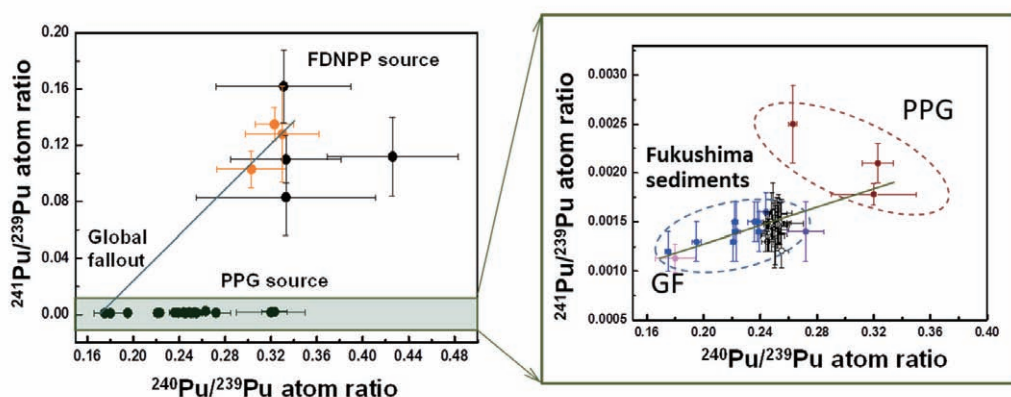 0.20
0.16
0.12
0.08
0.04
0.00
²⁴¹Pu/²³⁹Pu atom ratio
FDNPP source
Global
fallout
PPG source
0.16 0.20 0.24 0.28 0.32 0.36 0.40 0.44 0.48
²⁴⁰Pu/²³⁹Pu atom ratio
0.0030
0.0025
0.0020
0.0015
0.0010
0.0005
²⁴¹Pu/²³⁹Pu atom ratio
PPG
Fukushima
sediments
GF
0.16 0.20 0.24 0.28 0.32 0.36 0.40
²⁴⁰Pu/²³⁹Pu atom ratio